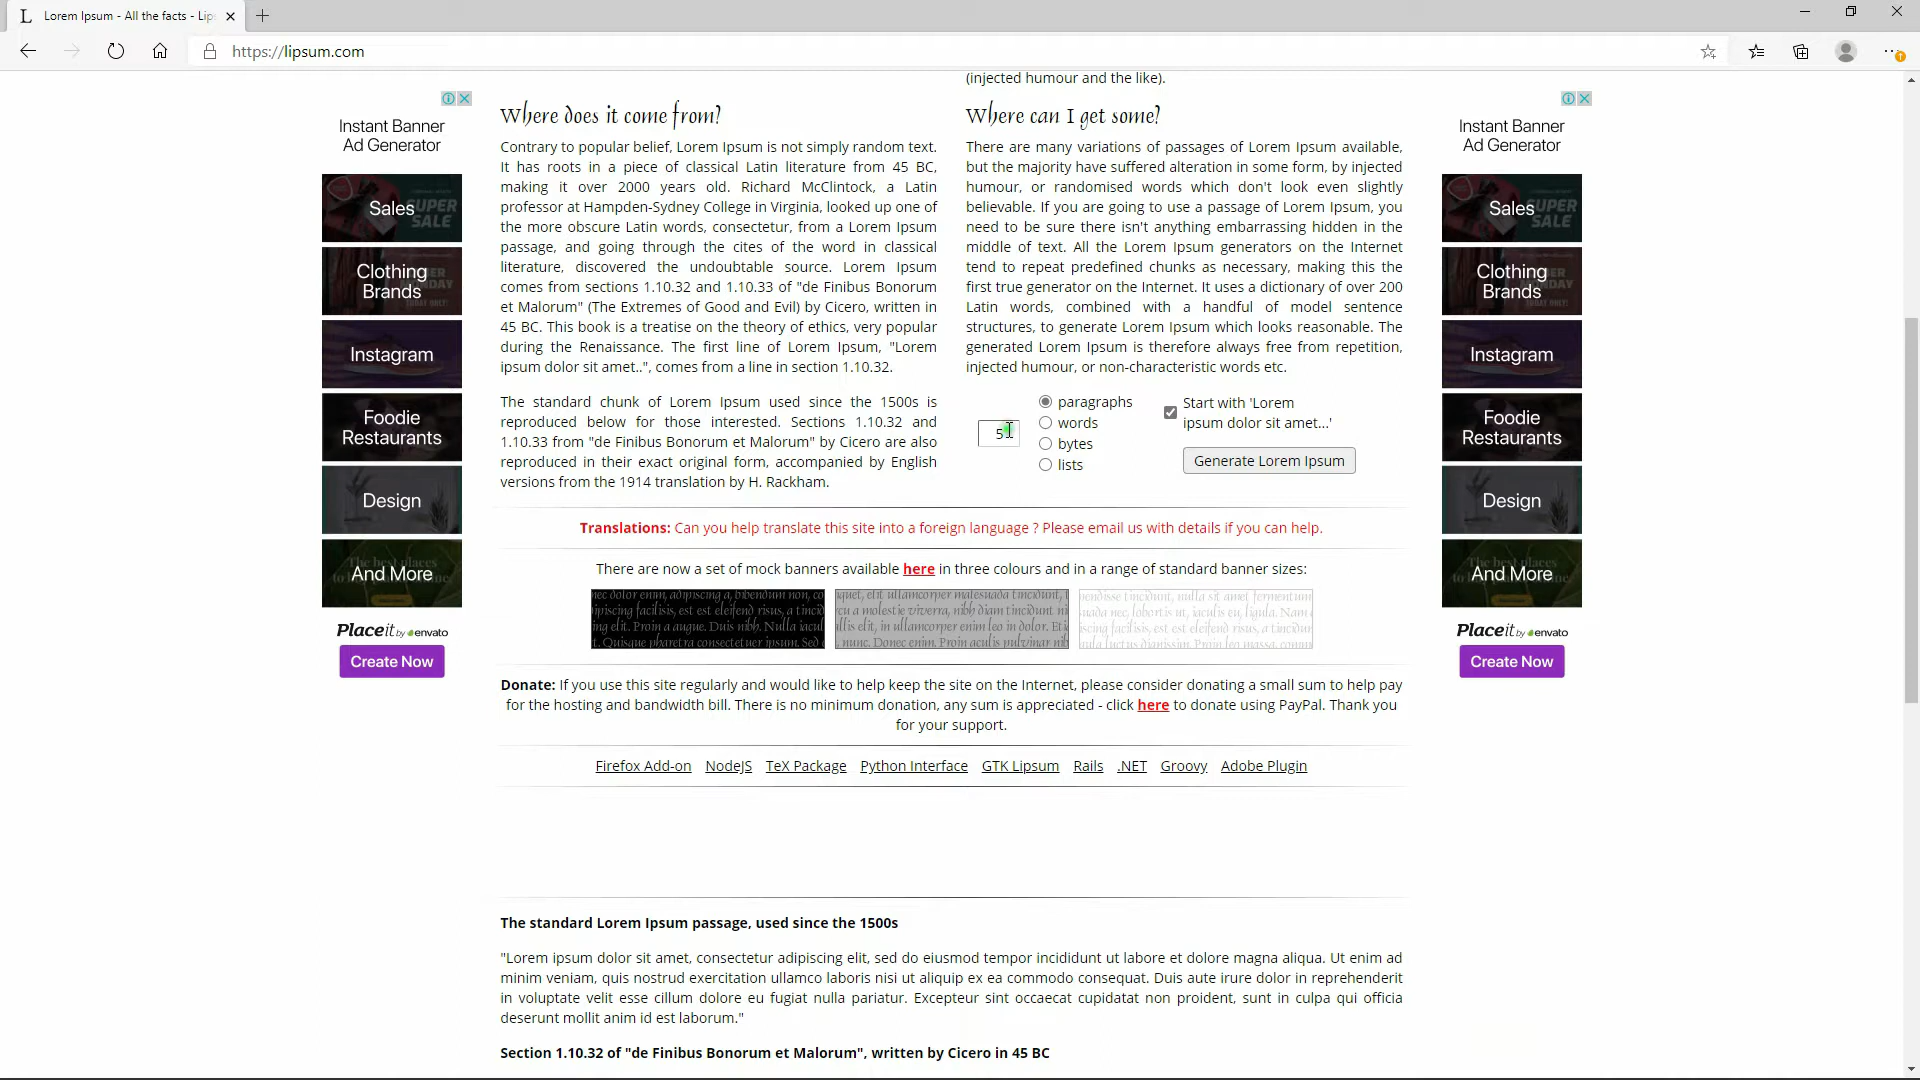 Lorem Ipsum - All the facts - Lips
https://lipsum.com
(injected humour and the like).
Instant Banner
Ad Generator
Sales
SUPER
SALE
Clothing
Brands
Instagram
Foodie
Restaurants
Design
And More
Placeit by envato
Create Now
Where does it come from?
Contrary to popular belief, Lorem Ipsum is not simply random text.
It has roots in a piece of classical Latin literature from 45 BC,
making it over 2000 years old. Richard McClintock, a Latin
professor at Hampden-Sydney College in Virginia, looked up one of
the more obscure Latin words, consectetur, from a Lorem Ipsum
passage, and going through the cites of the word in classical
literature, discovered the undoubtable source. Lorem Ipsum
comes from sections 1.10.32 and 1.10.33 of "de Finibus Bonorum
et Malorum" (The Extremes of Good and Evil) by Cicero, written in
45 BC. This book is a treatise on the theory of ethics, very popular
during the Renaissance. The first line of Lorem Ipsum, "Lorem
ipsum dolor sit amet..", comes from a line in section 1.10.32.
The standard chunk of Lorem Ipsum used since the 1500s is
reproduced below for those interested. Sections 1.10.32 and
1.10.33 from "de Finibus Bonorum et Malorum" by Cicero are also
reproduced in their exact original form, accompanied by English
versions from the 1914 translation by H. Rackham.
Where can I get some?
There are many variations of passages of Lorem Ipsum available,
but the majority have suffered alteration in some form, by injected
humour, or randomised words which don't look even slightly
believable. If you are going to use a passage of Lorem Ipsum, you
need to be sure there isn't anything embarrassing hidden in the
middle of text. All the Lorem Ipsum generators on the Internet
tend to repeat predefined chunks as necessary, making this the
first true generator on the Internet. It uses a dictionary of over 200
Latin words, combined with a handful of model sentence
structures, to generate Lorem Ipsum which looks reasonable. The
generated Lorem Ipsum is therefore always free from repetition,
injected humour, or non-characteristic words etc.
5
paragraphs
words
bytes
lists
Start with 'Lorem
ipsum dolor sit amet...'
Generate Lorem Ipsum
Translations: Can you help translate this site into a foreign language ? Please email us with details if you can help.
There are now a set of mock banners available here in three colours and in a range of standard banner sizes:
Donate: If you use this site regularly and would like to help keep the site on the Internet, please consider donating a small sum to help pay
for the hosting and bandwidth bill. There is no minimum donation, any sum is appreciated - click here to donate using PayPal. Thank you
for your support.
Firefox Add-on NodeJS TeX Package Python Interface GTK Lipsum Rails .NET Groovy Adobe Plugin
The standard Lorem Ipsum passage, used since the 1500s
"Lorem ipsum dolor sit amet, consectetur adipiscing elit, sed do eiusmod tempor incididunt ut labore et dolore magna aliqua. Ut enim ad
minim veniam, quis nostrud exercitation ullamco laboris nisi ut aliquip ex ea commodo consequat. Duis aute irure dolor in reprehenderit
in voluptate velit esse cillum dolore eu fugiat nulla pariatur. Excepteur sint occaecat cupidatat non proident, sunt in culpa qui officia
deserunt mollit anim id est laborum."
Section 1.10.32 of "de Finibus Bonorum et Malorum", written by Cicero in 45 BC
Instant Banner
Ad Generator
Sales
SUPER
SALE
Clothing
Brands
Instagram
Foodie
Restaurants
Design
And More
Placeit by envato
Create Now